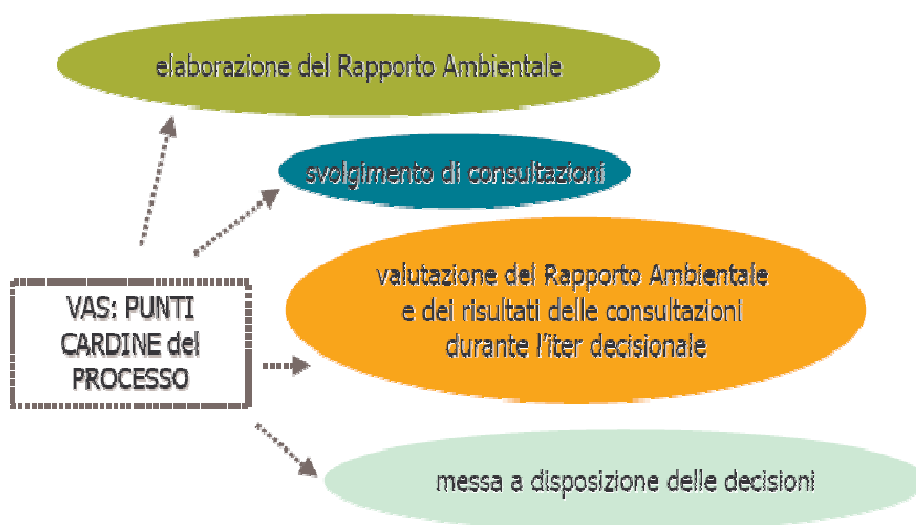 elaborazione del Rapporto Ambientale
svolgimento di consultazioni
valutazione del Rapporto Ambientale
e dei risultati delle consultazioni
durante l'iter decisionale
VAS: PUNTI
CARDINE del
PROCESSO
messa a disposizione delle decisioni